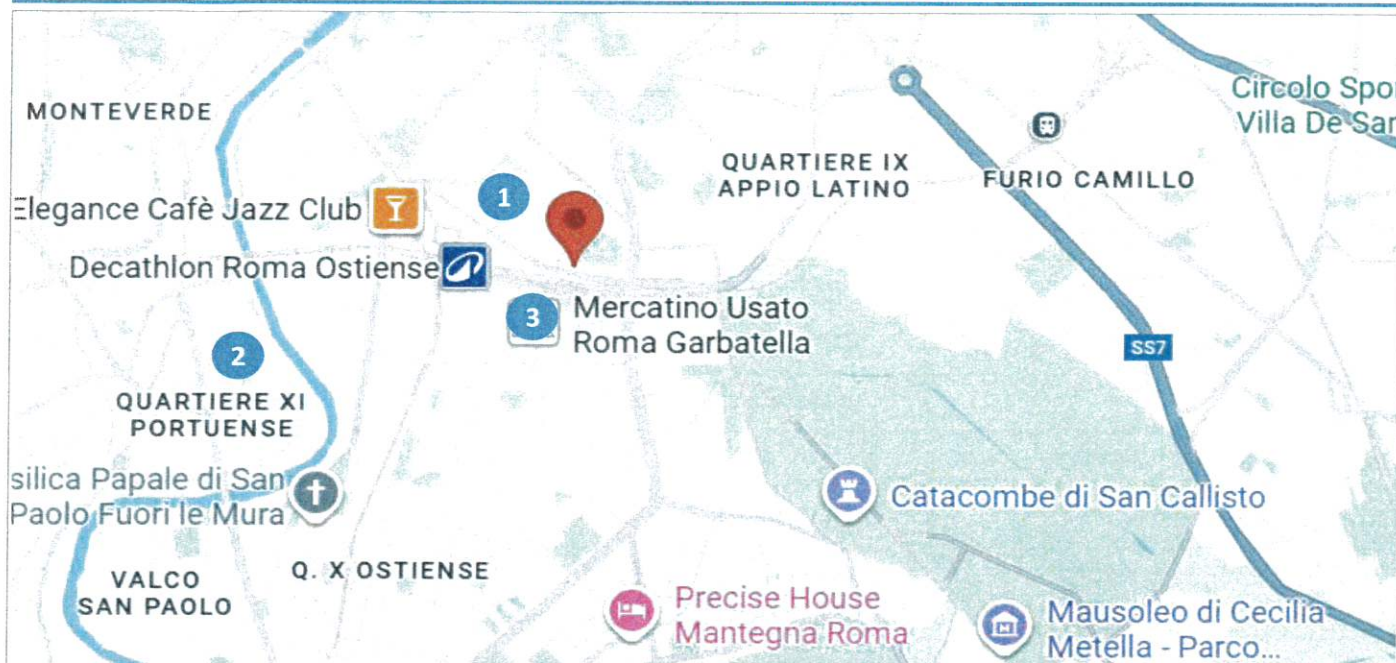 MONTEVERDE
Elegance Cafè Jazz Club
1
Decathlon Roma Ostiense
3
Mercatino Usato
Roma Garbatella
2
QUARTIERE XI
PORTUENSE
silica Papale di San
Paolo Fuori le Mura
VALCO
SAN PAOLO
Q. X OSTIENSE
QUARTIERE IX
APPIO LATINO
FURIO CAMILLO
Circolo Spor
Villa De San
SS7
Catacombe di San Callisto
Precise House
Mantegna Roma
Mausoleo di Cecilia
Metella - Parco...